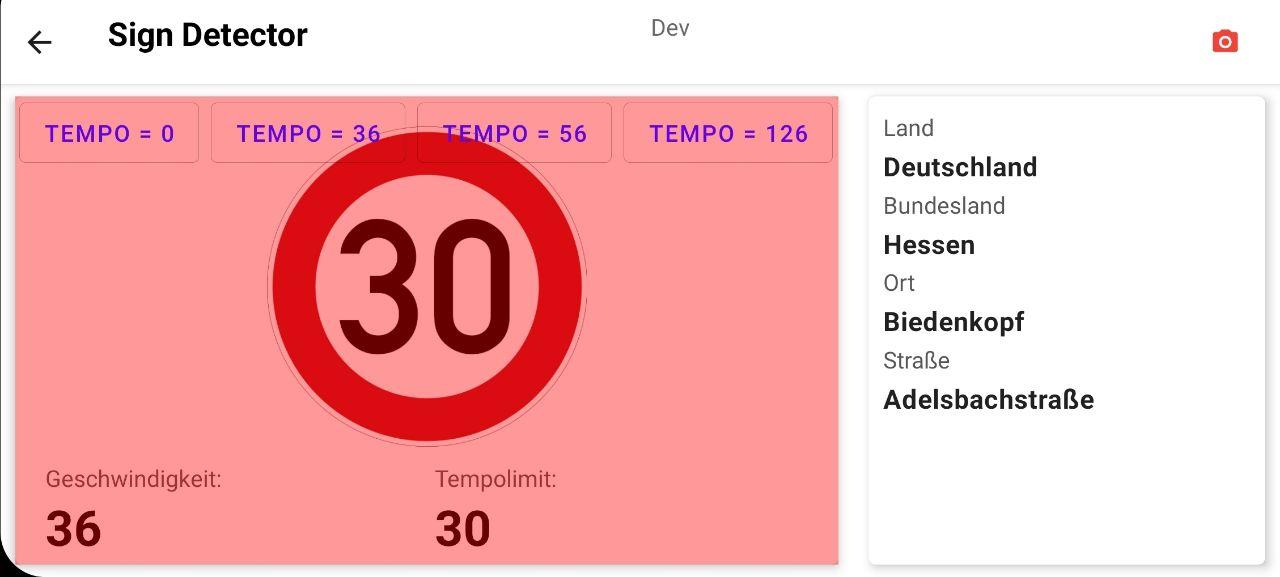 Sign Detector
Dev
TEMPO = 0
TEMPO = 36
TEMPO = 56
TEMPO = 126
30
Geschwindigkeit:
36
Tempolimit:
30
Land
Deutschland
Bundesland
Hessen
Ort
Biedenkopf
Straße
Adelsbachstraße